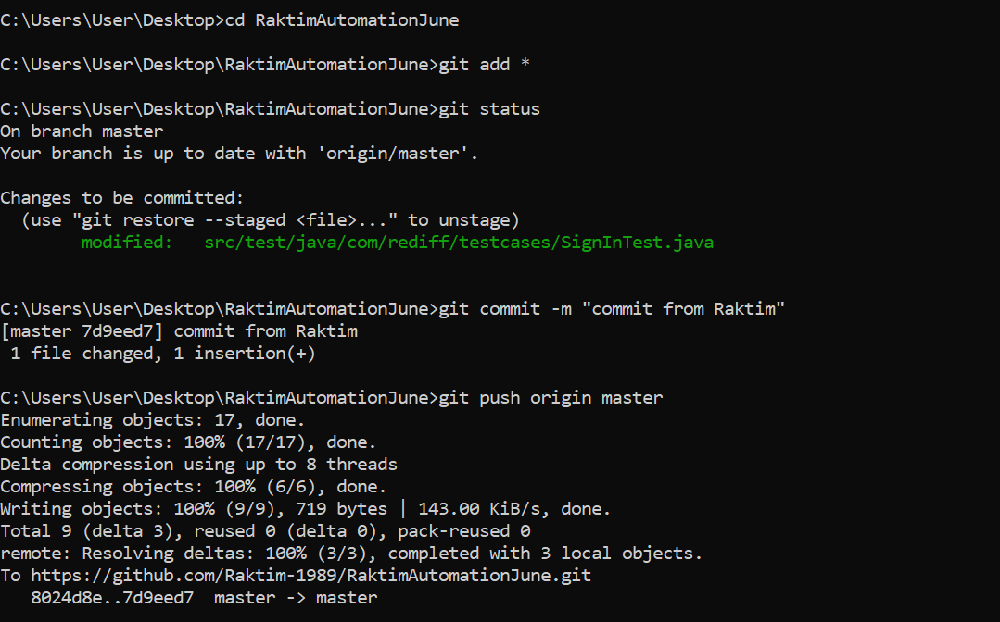 C:\Users\User\Desktop>cd RaktimAutomationJune
C:\Users\User\Desktop\RaktimAutomationJune>git add *
C:\Users\User\Desktop\RaktimAutomationJune>git status
On branch master
Your branch is up to date with 'origin/master'.
Changes to be committed:
  (use "git restore --staged <file>..." to unstage)
        modified:   src/test/java/com/rediff/testcases/SignInTest.java
C:\Users\User\Desktop\RaktimAutomationJune>git commit -m "commit from Raktim"
[master 7d9eed7] commit from Raktim
 1 file changed, 1 insertion(+)
C:\Users\User\Desktop\RaktimAutomationJune>git push origin master
Enumerating objects: 17, done.
Counting objects: 100% (17/17), done.
Delta compression using up to 8 threads
Compressing objects: 100% (6/6), done.
Writing objects: 100% (9/9), 719 bytes | 143.00 KiB/s, done.
Total 9 (delta 3), reused 0 (delta 0), pack-reused 0
remote: Resolving deltas: 100% (3/3), completed with 3 local objects.
To https://github.com/Raktim-1989/RaktimAutomationJune.git
   8024d8e..7d9eed7  master -> master